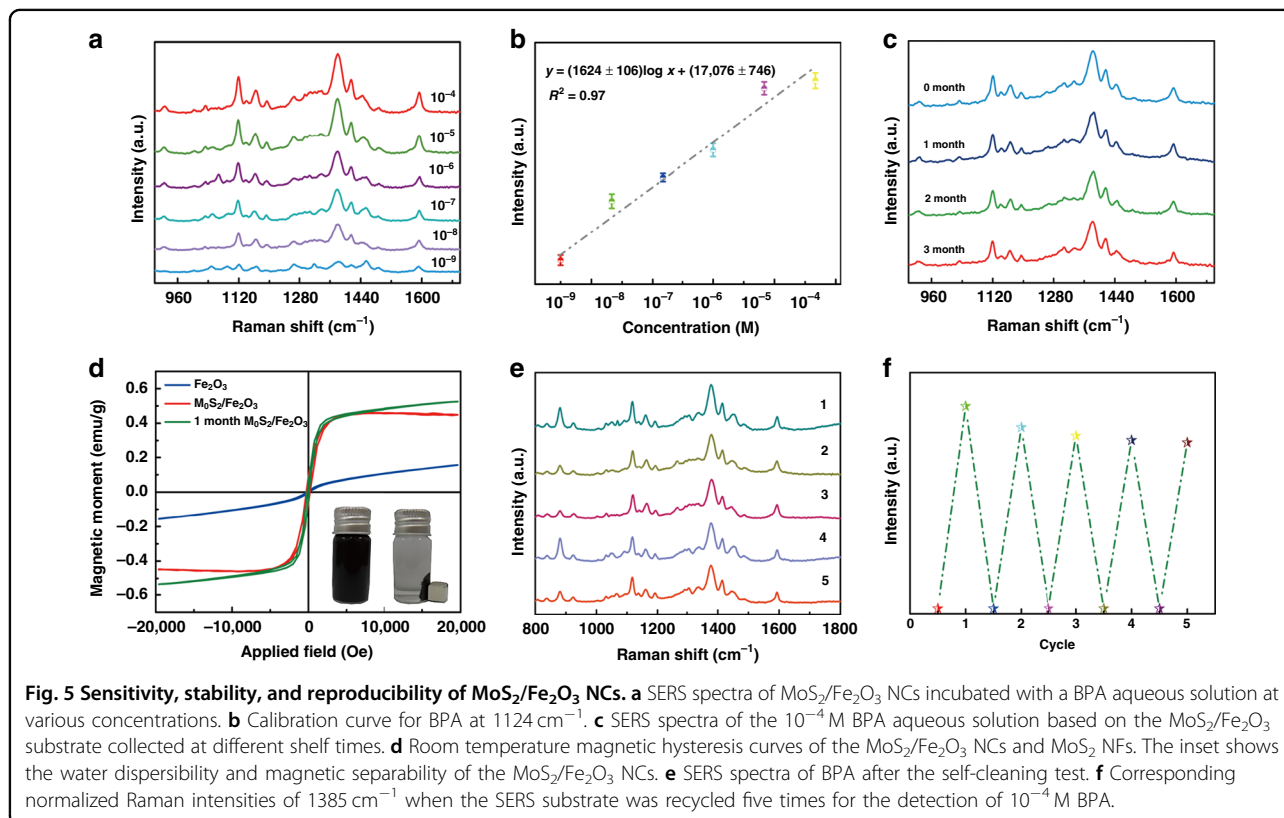 a
Intensity (a.u.)
10⁻⁴
10⁻⁵
10⁻⁶
10⁻⁷
10⁻⁸
10⁻⁹
960 1120 1280 1440 1600
Raman shift (cm⁻¹)
b
Intensity (a.u.)
y = (1624 ± 106)log x + (17,076 ± 746)
R² = 0.97
10⁻⁹ 10⁻⁸ 10⁻⁷ 10⁻⁶ 10⁻⁵ 10⁻⁴
Concentration (M)
c
Intensity (a.u.)
0 month
1 month
2 month
3 month
960 1120 1280 1440 1600
Raman shift (cm⁻¹)
d
Magnetic moment (emu/g)
Fe₂O₃
M₀S₂/Fe₂O₃
1 month M₀S₂/Fe₂O₃
0.6
0.4
0.2
0.0
−0.2
−0.4
−0.6
−20,000 −10,000 0 10,000 20,000
Applied field (Oe)
e
Intensity (a.u.)
1
2
3
4
5
800 1000 1200 1400 1600 1800
Raman shift (cm⁻¹)
f
Intensity (a.u.)
0 1 2 3 4 5
Cycle
Fig. 5 Sensitivity, stability, and reproducibility of MoS₂/Fe₂O₃ NCs. a SERS spectra of MoS₂/Fe₂O₃ NCs incubated with a BPA aqueous solution at
various concentrations. b Calibration curve for BPA at 1124 cm⁻¹. c SERS spectra of the 10⁻⁴ M BPA aqueous solution based on the MoS₂/Fe₂O₃
substrate collected at different shelf times. d Room temperature magnetic hysteresis curves of the MoS₂/Fe₂O₃ NCs and MoS₂ NFs. The inset shows
the water dispersibility and magnetic separability of the MoS₂/Fe₂O₃ NCs. e SERS spectra of BPA after the self-cleaning test. f Corresponding
normalized Raman intensities of 1385 cm⁻¹ when the SERS substrate was recycled five times for the detection of 10⁻⁴ M BPA.